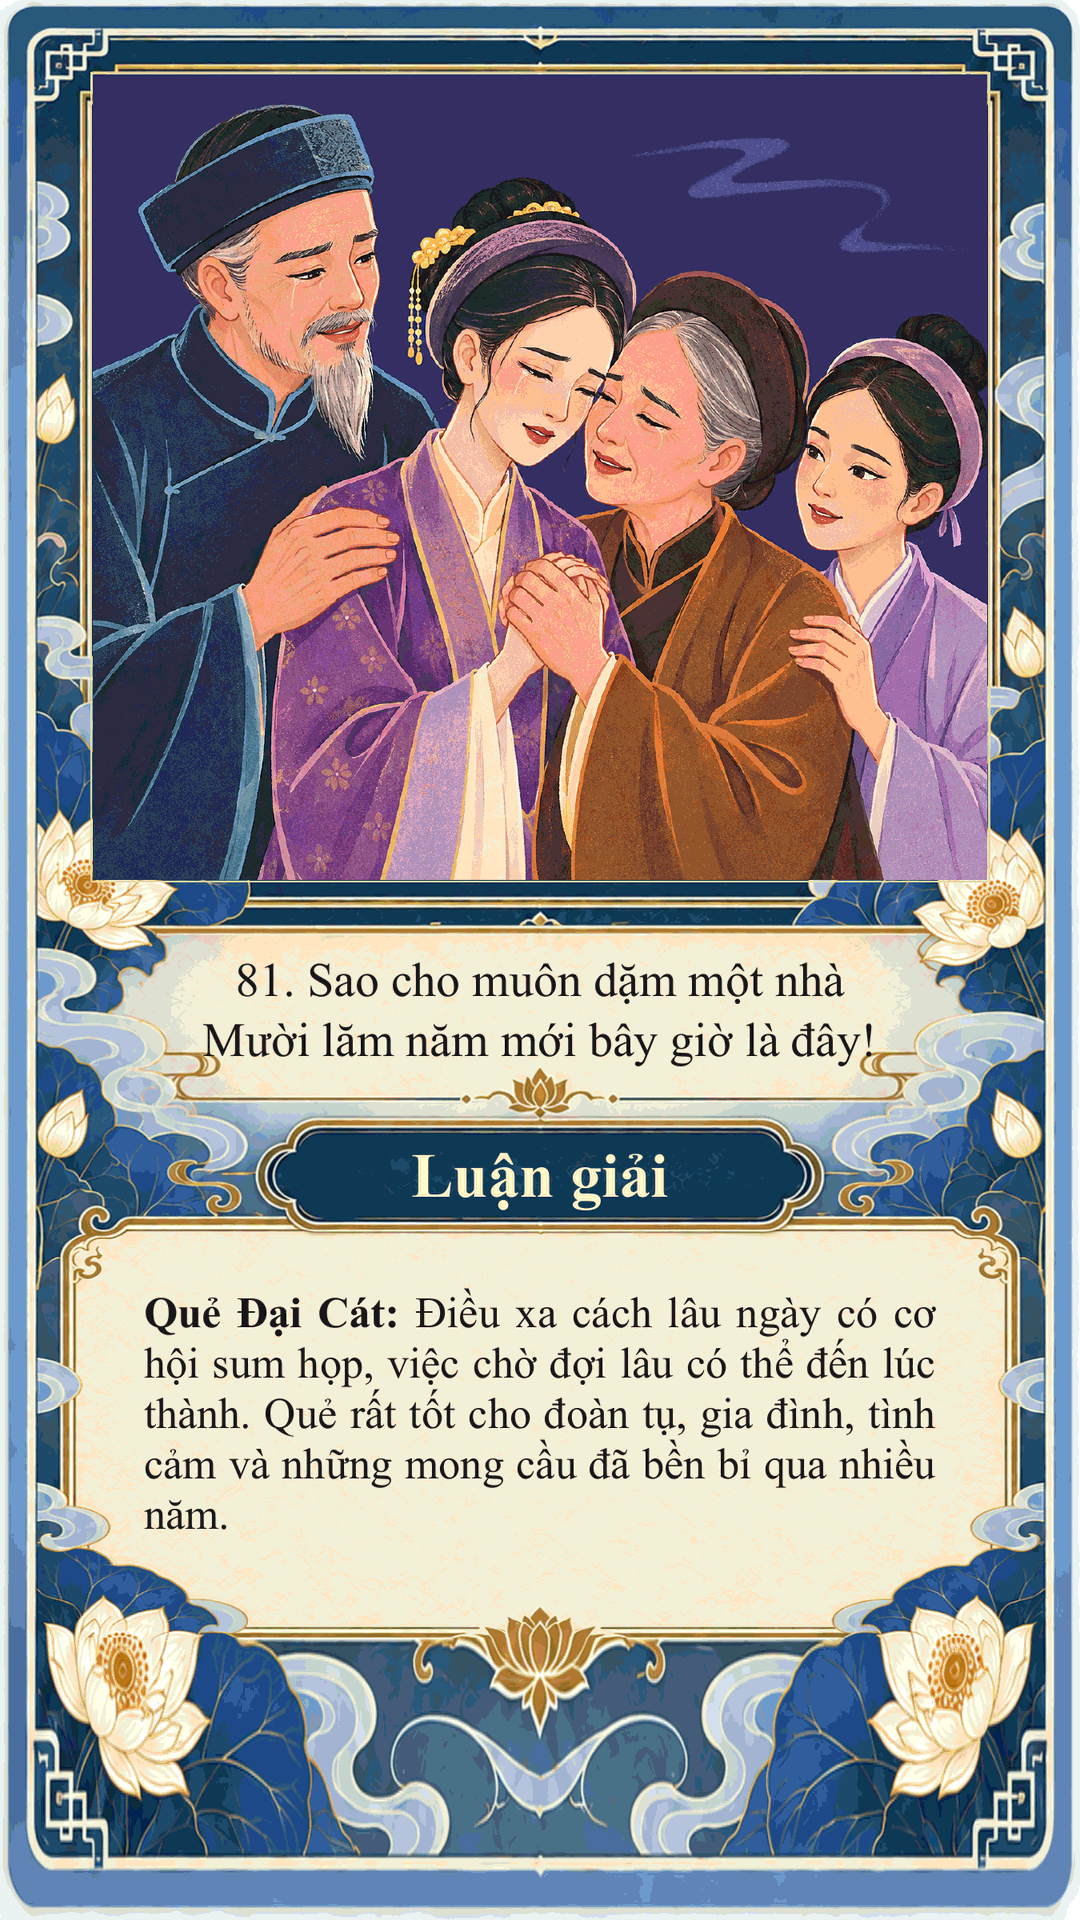 81. Sao cho muôn dặm một nhà
Mười lăm năm mới bây giờ là đây!
Luận giải
Quẻ Đại Cát: Điều xa cách lâu ngày có cơ
hội sum họp, việc chờ đợi lâu có thể đến lúc
thành. Quẻ rất tốt cho đoàn tụ, gia đình, tình
cảm và những mong cầu đã bền bỉ qua nhiều
năm.